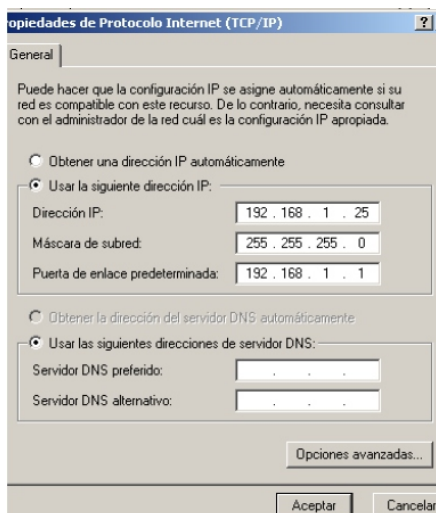 opiedades de Protocolo Internet (TCP/IP)
?
General
Puede hacer que la configuración IP se asigne automáticamente si su
red es compatible con este recurso. De lo contrario, necesita consultar
con el administrador de la red cuál es la configuración IP apropiada.
Obtener una dirección IP automáticamente
Usar la siguiente dirección IP:
Dirección IP: 192 . 168 . 1 . 25
Máscara de subred: 255 . 255 . 255 . 0
Puerta de enlace predeterminada: 192 . 168 . 1 . 1
Obtener la dirección del servidor DNS automáticamente
Usar las siguientes direcciones de servidor DNS:
Servidor DNS preferido: . . .
Servidor DNS alternativo: . . .
Opciones avanzadas...
Aceptar Cancelar